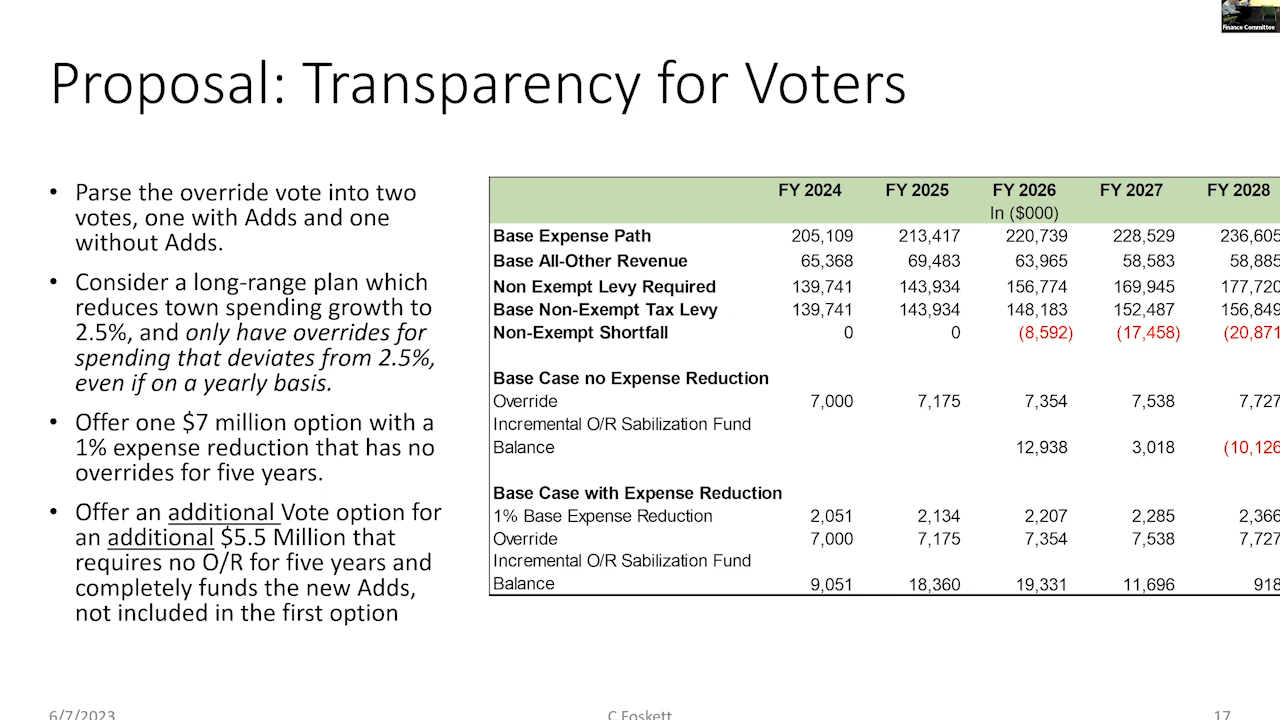 Finance Committee
Proposal: Transparency for Voters
• Parse the override vote into two
votes, one with Adds and one
without Adds.
• Consider a long-range plan which
reduces town spending growth to
2.5%, and only have overrides for
spending that deviates from 2.5%,
even if on a yearly basis.
• Offer one $7 million option with a
1% expense reduction that has no
overrides for five years.
• Offer an additional Vote option for
an additional $5.5 Million that
requires no O/R for five years and
completely funds the new Adds,
not included in the first option
FY 2024 FY 2025 FY 2026 FY 2027 FY 2028
In ($000)
Base Expense Path 205,109 213,417 220,739 228,529 236,605
Base All-Other Revenue 65,368 69,483 63,965 58,583 58,885
Non Exempt Levy Required 139,741 143,934 156,774 169,945 177,720
Base Non-Exempt Tax Levy 139,741 143,934 148,183 152,487 156,849
Non-Exempt Shortfall 0 0 (8,592) (17,458) (20,871
Base Case no Expense Reduction
Override 7,000 7,175 7,354 7,538 7,727
Incremental O/R Sabilization Fund
Balance 12,938 3,018 (10,126
Base Case with Expense Reduction
1% Base Expense Reduction 2,051 2,134 2,207 2,285 2,366
Override 7,000 7,175 7,354 7,538 7,727
Incremental O/R Sabilization Fund
Balance 9,051 18,360 19,331 11,696 918
6/7/2023 C Foskett 17